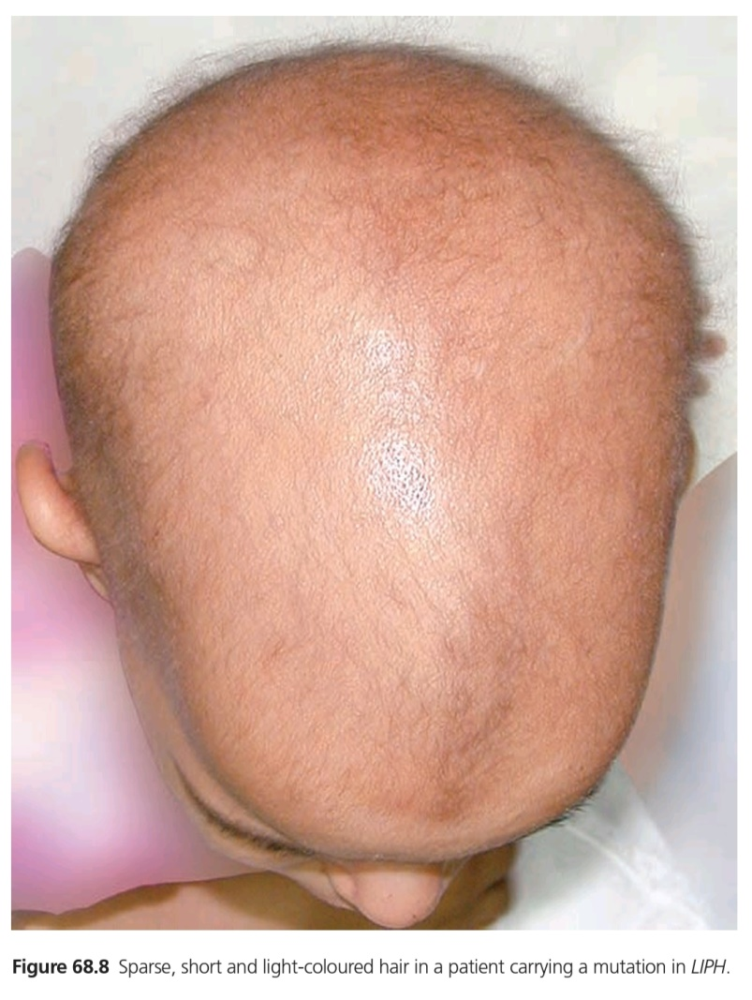 Figure 68.8 Sparse, short and light-coloured hair in a patient carrying a mutation in LIPH.